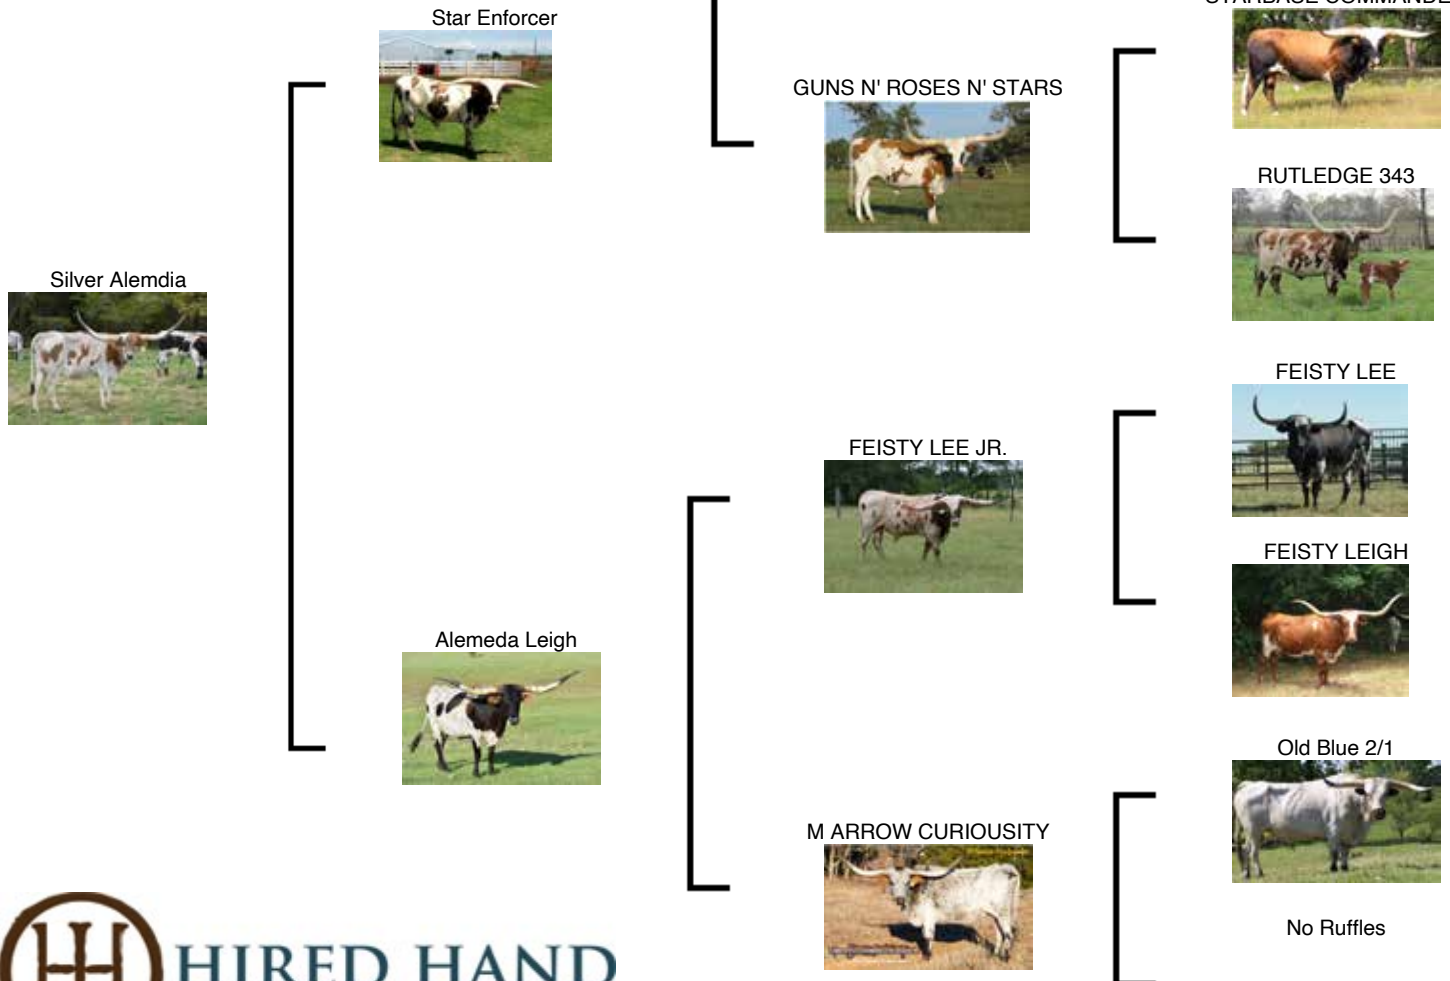 Star Enforcer
GUNS N' ROSES N' STARS
RUTLEDGE 343
Silver Alemdia
FEISTY LEE
FEISTY LEE JR.
FEISTY LEIGH
Alemeda Leigh
Old Blue 2/1
M ARROW CURIOUSITY
No Ruffles
HIRED HAND